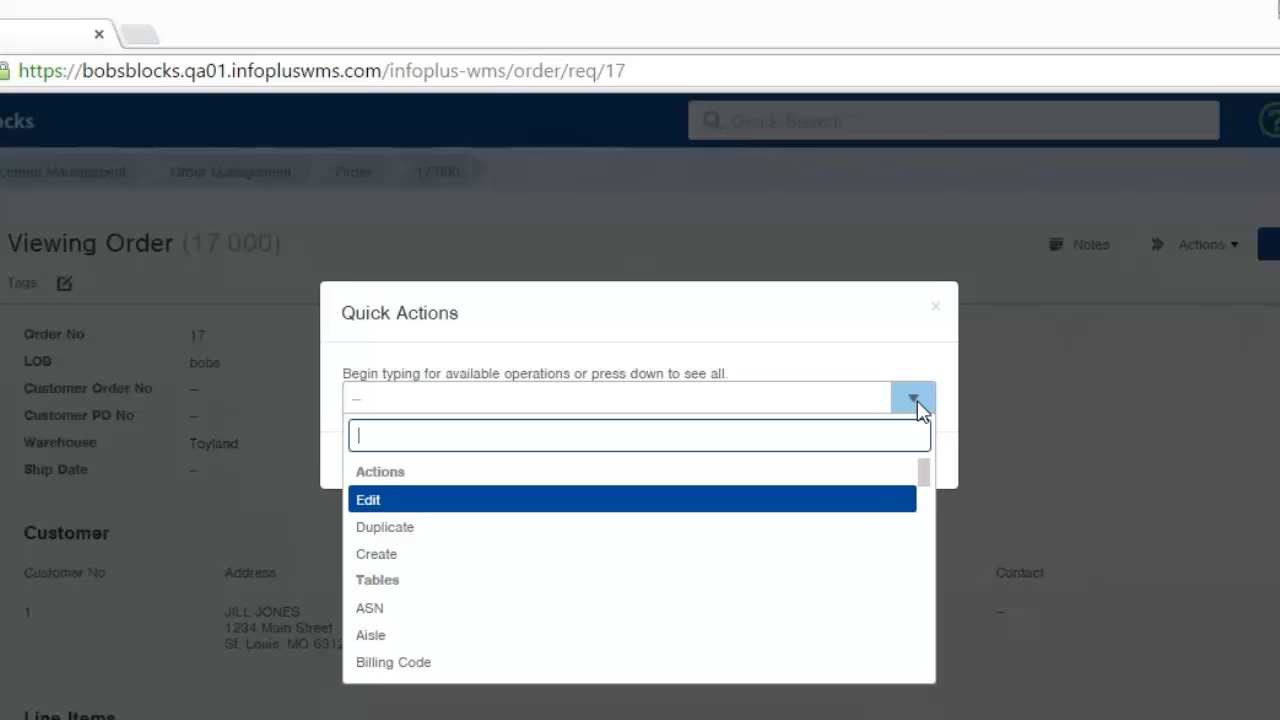 https://bobsblocks.qa01.infopluswms.com/infoplus-wms/order/req/17
ocks
Quick Search
Order Management
Order
17.000
Viewing Order (17 000)
Notes
Actions
Tags
Quick Actions
×
Begin typing for available operations or press down to see all.
--
Actions
Edit
Duplicate
Create
Tables
ASN
Aisle
Billing Code
Order No 17
LOB bobs
Customer Order No --
Customer PO No --
Warehouse Toyland
Ship Date --
Customer
Customer No Address Contact
1 JILL JONES --
1234 Main Street
St. Louis, MO 6312
Line Items